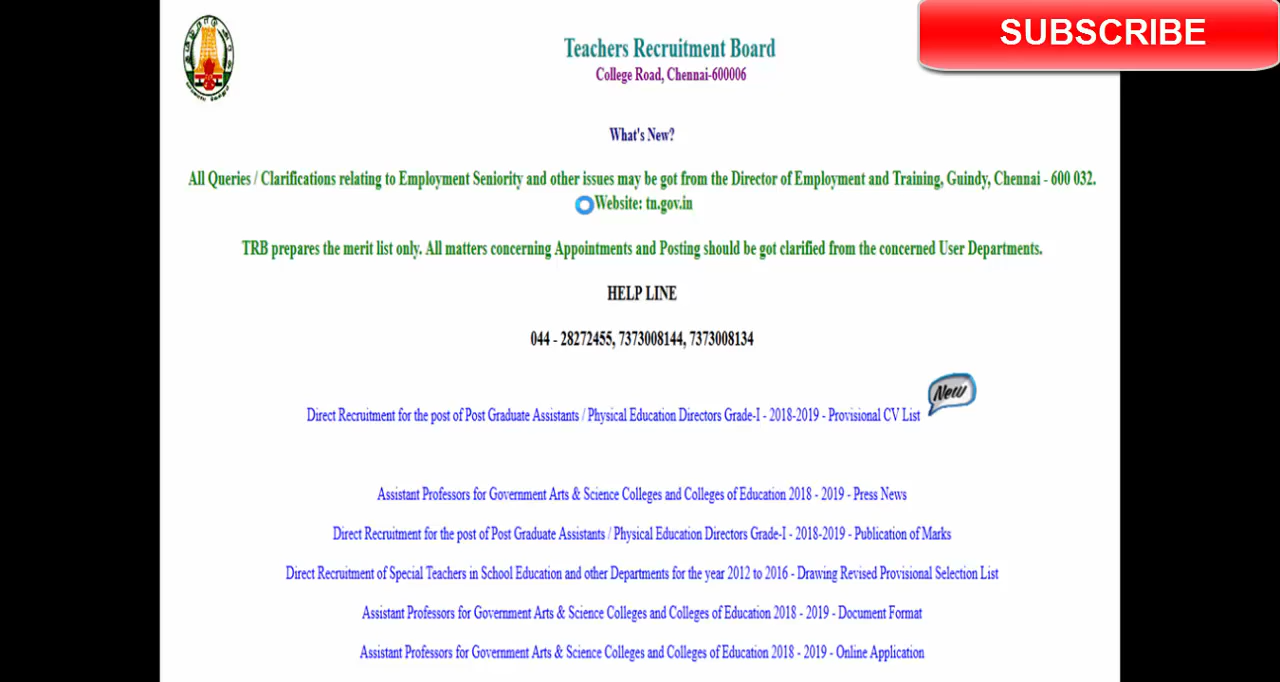 SUBSCRIBE
Teachers Recruitment Board
College Road, Chennai-600006
What's New?
All Queries / Clarifications relating to Employment Seniority and other issues may be got from the Director of Employment and Training, Guindy, Chennai - 600 032.
Website: tn.gov.in
TRB prepares the merit list only. All matters concerning Appointments and Posting should be got clarified from the concerned User Departments.
HELP LINE
044 - 28272455, 7373008144, 7373008134
New
Direct Recruitment for the post of Post Graduate Assistants / Physical Education Directors Grade-I - 2018-2019 - Provisional CV List
Assistant Professors for Government Arts & Science Colleges and Colleges of Education 2018 - 2019 - Press News
Direct Recruitment for the post of Post Graduate Assistants / Physical Education Directors Grade-I - 2018-2019 - Publication of Marks
Direct Recruitment of Special Teachers in School Education and other Departments for the year 2012 to 2016 - Drawing Revised Provisional Selection List
Assistant Professors for Government Arts & Science Colleges and Colleges of Education 2018 - 2019 - Document Format
Assistant Professors for Government Arts & Science Colleges and Colleges of Education 2018 - 2019 - Online Application